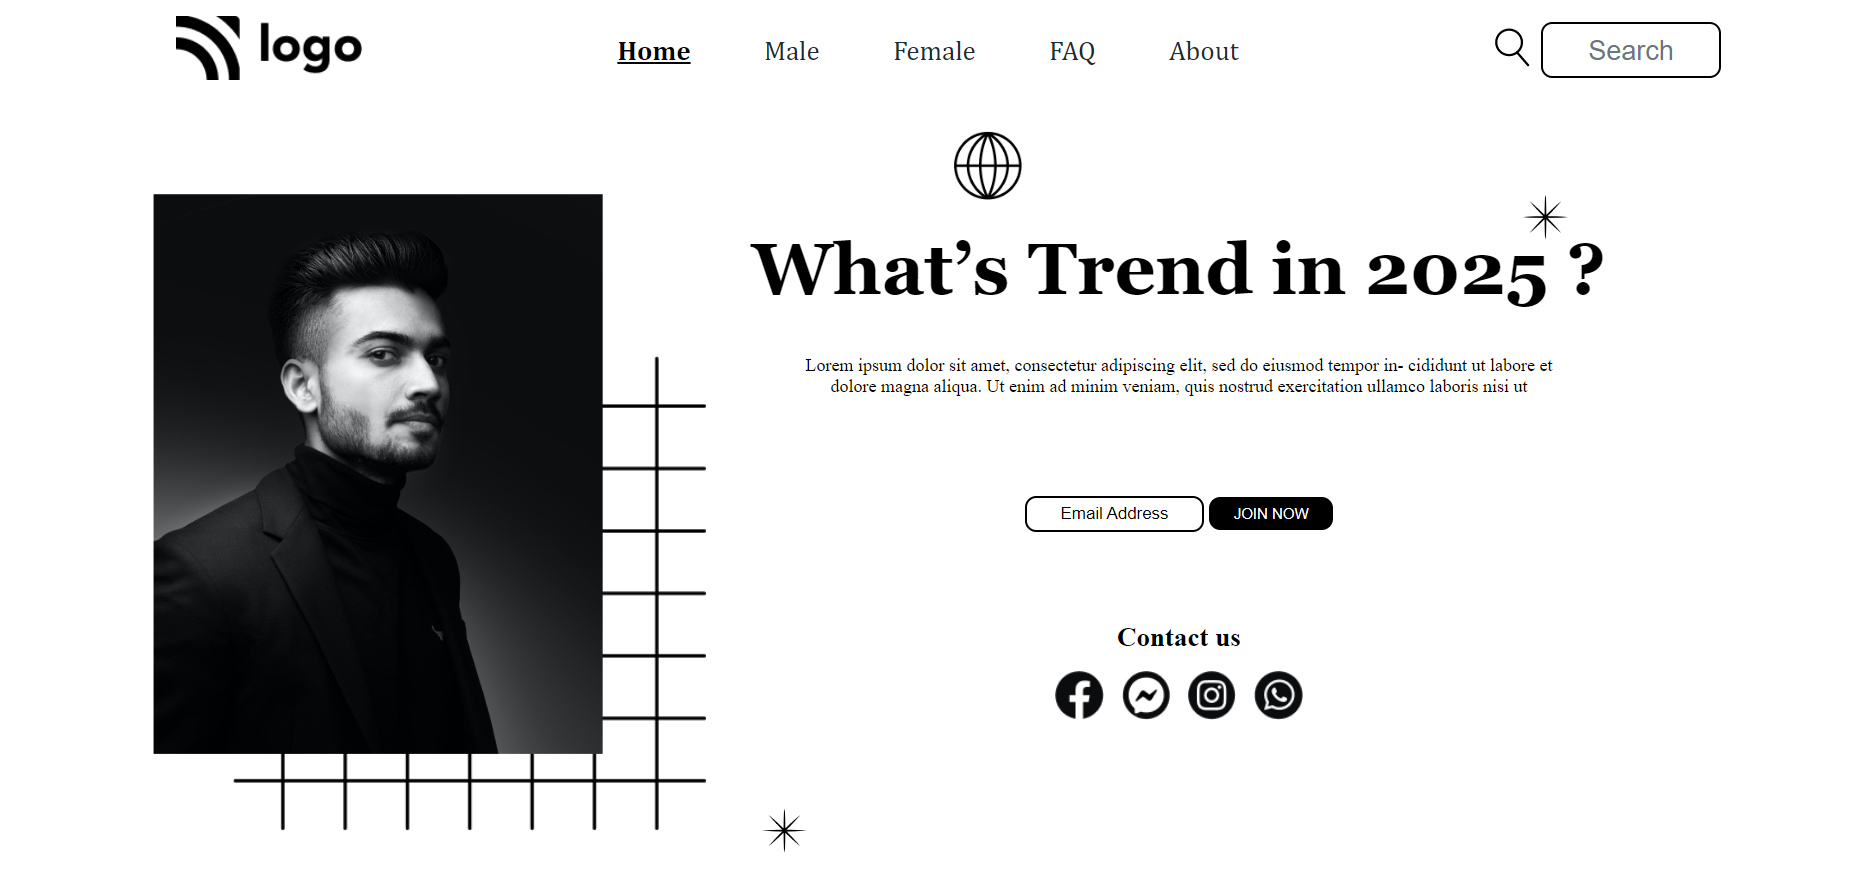 logo
Home Male Female FAQ About
Search
What’s Trend in 2025 ?
Lorem ipsum dolor sit amet, consectetur adipiscing elit, sed do eiusmod tempor in- cididunt ut labore et
dolore magna aliqua. Ut enim ad minim veniam, quis nostrud exercitation ullamco laboris nisi ut
Email Address JOIN NOW
Contact us